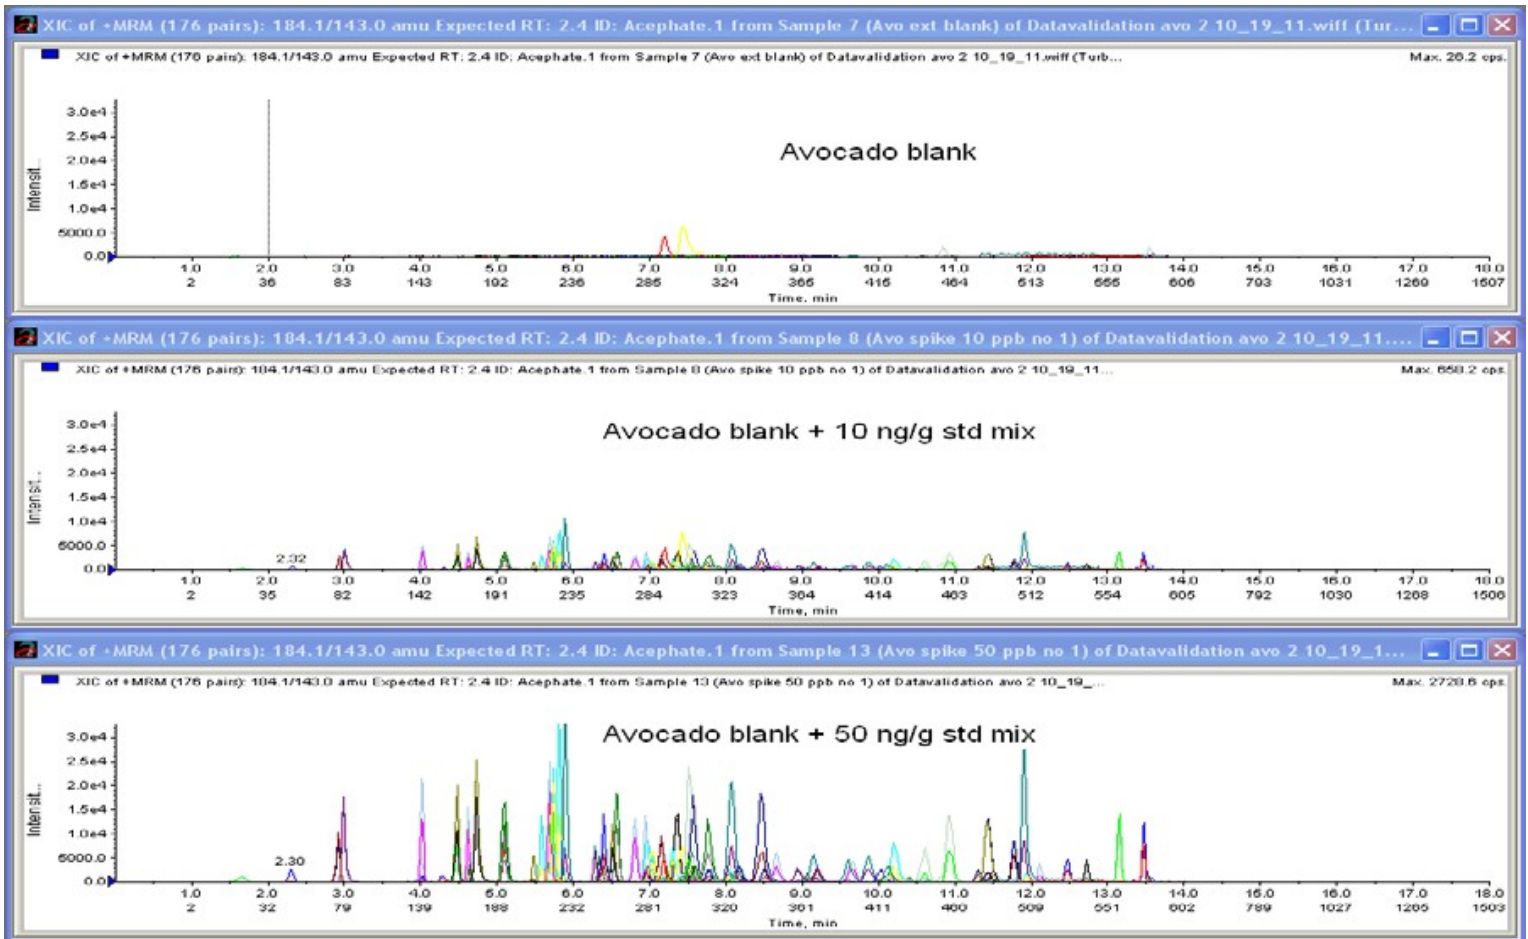 XIC of +MRM (176 pairs): 184.1/143.0 amu Expected RT: 2.4 ID: Acephate.1 from Sample 7 (Avo ext blank) of Datavalidation avo 2 10_19_11.wiff (Tur...
XIC of +MRM (176 pairs): 184.1/143.0 amu Expected RT: 2.4 ID: Acephate.1 from Sample 7 (Avo ext blank) of Datavalidation avo 2 10_19_11.wiff (Turb...
Max. 26.2 cps.
Avocado blank
Intensit...
3.0e4
2.5e4
2.0e4
1.5e4
1.0e4
5000.0
0.0
1.0 2.0 3.0 4.0 5.0 6.0 7.0 8.0 9.0 10.0 11.0 12.0 13.0 14.0 15.0 16.0 17.0 18.0
2 36 83 143 192 236 285 324 365 416 464 513 555 606 793 1031 1269 1507
Time, min
XIC of +MRM (176 pairs): 184.1/143.0 amu Expected RT: 2.4 ID: Acephate.1 from Sample 8 (Avo spike 10 ppb no 1) of Datavalidation avo 2 10_19_11....
XIC of +MRM (176 pairs): 184.1/143.0 amu Expected RT: 2.4 ID: Acephate.1 from Sample 8 (Avo spike 10 ppb no 1) of Datavalidation avo 2 10_19_11...
Max. 658.2 cps.
Avocado blank + 10 ng/g std mix
Intensit...
3.0e4
2.5e4
2.0e4
1.5e4
1.0e4
5000.0
0.0
2.32
1.0 2.0 3.0 4.0 5.0 6.0 7.0 8.0 9.0 10.0 11.0 12.0 13.0 14.0 15.0 16.0 17.0 18.0
2 35 82 142 191 235 284 323 364 414 463 512 554 605 792 1030 1268 1506
Time, min
XIC of +MRM (176 pairs): 184.1/143.0 amu Expected RT: 2.4 ID: Acephate.1 from Sample 13 (Avo spike 50 ppb no 1) of Datavalidation avo 2 10_19_1...
XIC of +MRM (176 pairs): 184.1/143.0 amu Expected RT: 2.4 ID: Acephate.1 from Sample 13 (Avo spike 50 ppb no 1) of Datavalidation avo 2 10_19_...
Max. 2728.6 cps.
Avocado blank + 50 ng/g std mix
Intensit...
3.0e4
2.5e4
2.0e4
1.5e4
1.0e4
5000.0
0.0
2.30
1.0 2.0 3.0 4.0 5.0 6.0 7.0 8.0 9.0 10.0 11.0 12.0 13.0 14.0 15.0 16.0 17.0 18.0
2 32 79 139 188 232 281 320 361 411 460 509 551 602 789 1027 1265 1503
Time, min